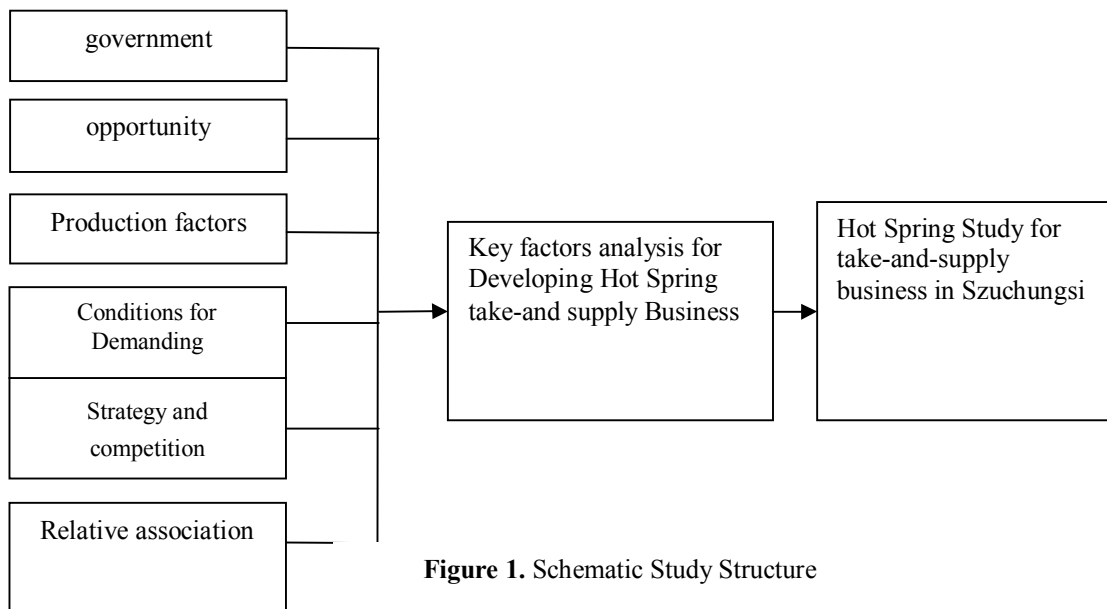 government
opportunity
Production factors
Conditions for
Demanding
Strategy and
competition
Relative association
Key factors analysis for
Developing Hot Spring
take-and supply Business
Hot Spring Study for
take-and-supply
business in Szuchungsi
Figure 1. Schematic Study Structure